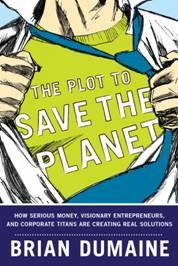 THE PLOT TO
SAVE THE
PLANET
HOW SERIOUS MONEY, VISIONARY ENTREPRENEURS,
AND CORPORATE TITANS ARE CREATING REAL SOLUTIONS
BRIAN DUMAINE